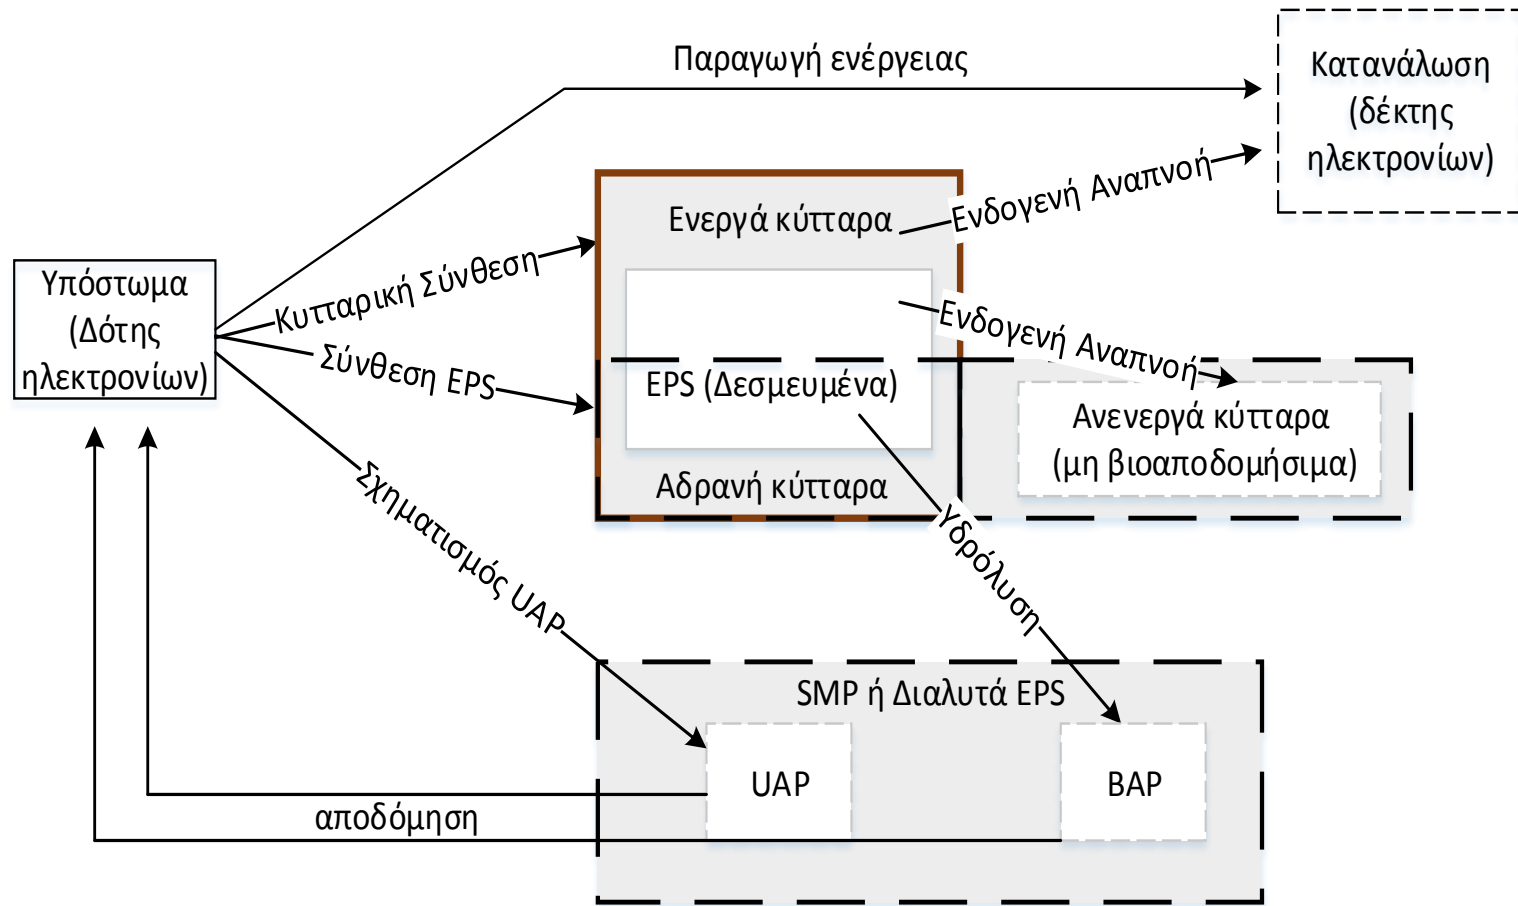 Παραγωγή ενέργειας
Κατανάλωση
(δέκτης
ηλεκτρονίων)
Ενδογενή Αναπνοή
Ενεργά κύτταρα
Κυτταρική Σύνθεση
Υπόστωμα
(Δότης
ηλεκτρονίων)
Ενδογενή Αναπνοή
Σύνθεση EPS
EPS (Δεσμευμένα)
Ανενεργά κύτταρα
(μη βιοαποδομήσιμα)
Αδρανή κύτταρα
Σχηματισμός UAP
Υδρόλυση
SMP ή Διαλυτά EPS
UAP
BAP
αποδόμηση